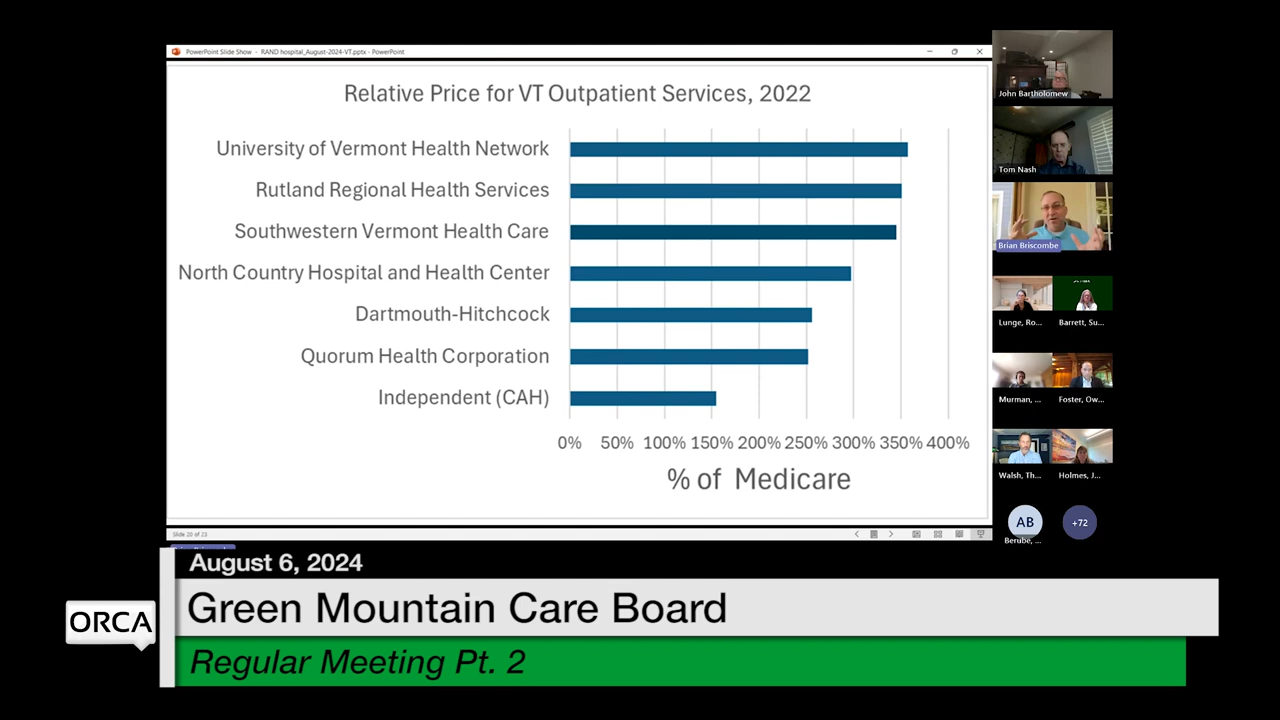 PowerPoint Slide Show - RAND hospital_August-2024-VT.pptx - PowerPoint
Relative Price for VT Outpatient Services, 2022
University of Vermont Health Network
Rutland Regional Health Services
Southwestern Vermont Health Care
North Country Hospital and Health Center
Dartmouth-Hitchcock
Quorum Health Corporation
Independent (CAH)
0% 50% 100% 150% 200% 250% 300% 350% 400%
% of Medicare
Slide 20 of 23
John Bartholomew
Tom Nash
Brian Briscombe
Lunge, Ro... Barrett, Su...
Murman, ... Foster, Ow...
Walsh, Th... Holmes, J...
AB +72
Berube, ...
August 6, 2024
ORCA
Green Mountain Care Board
Regular Meeting Pt. 2